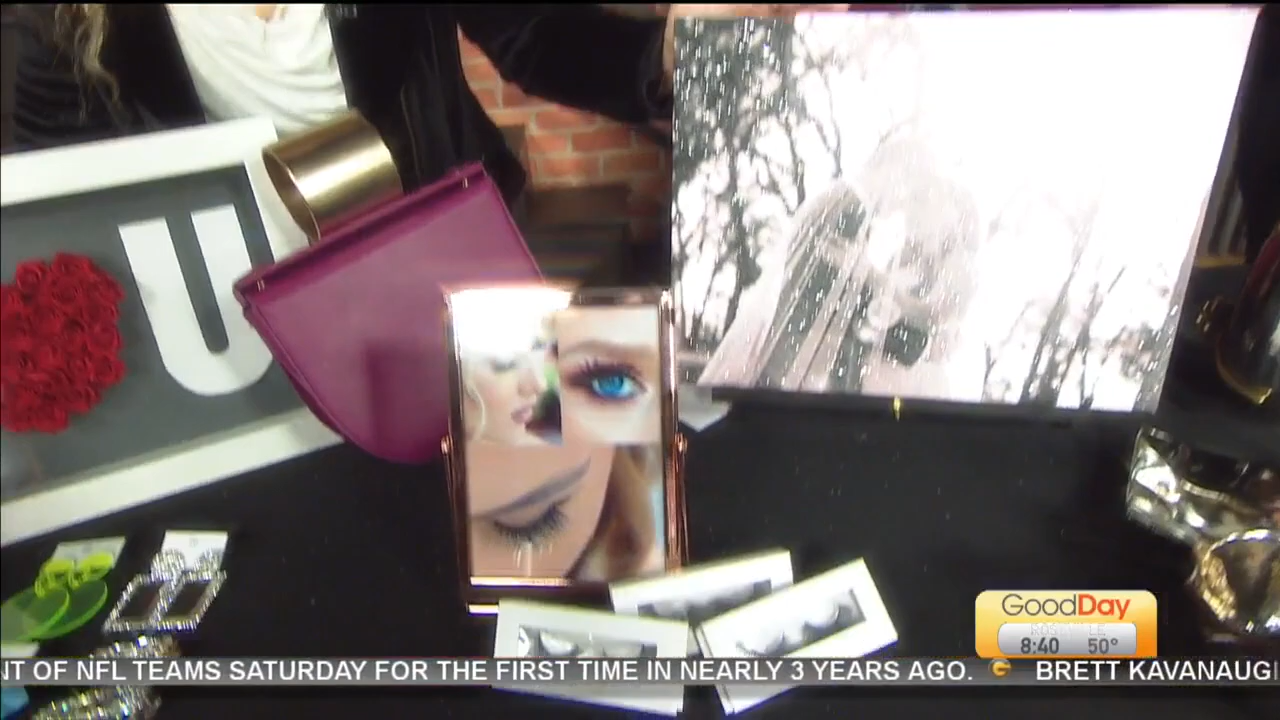 U
GoodDay
8:40 50°
NT OF NFL TEAMS SATURDAY FOR THE FIRST TIME IN NEARLY 3 YEARS AGO. G BRETT KAVANAUG